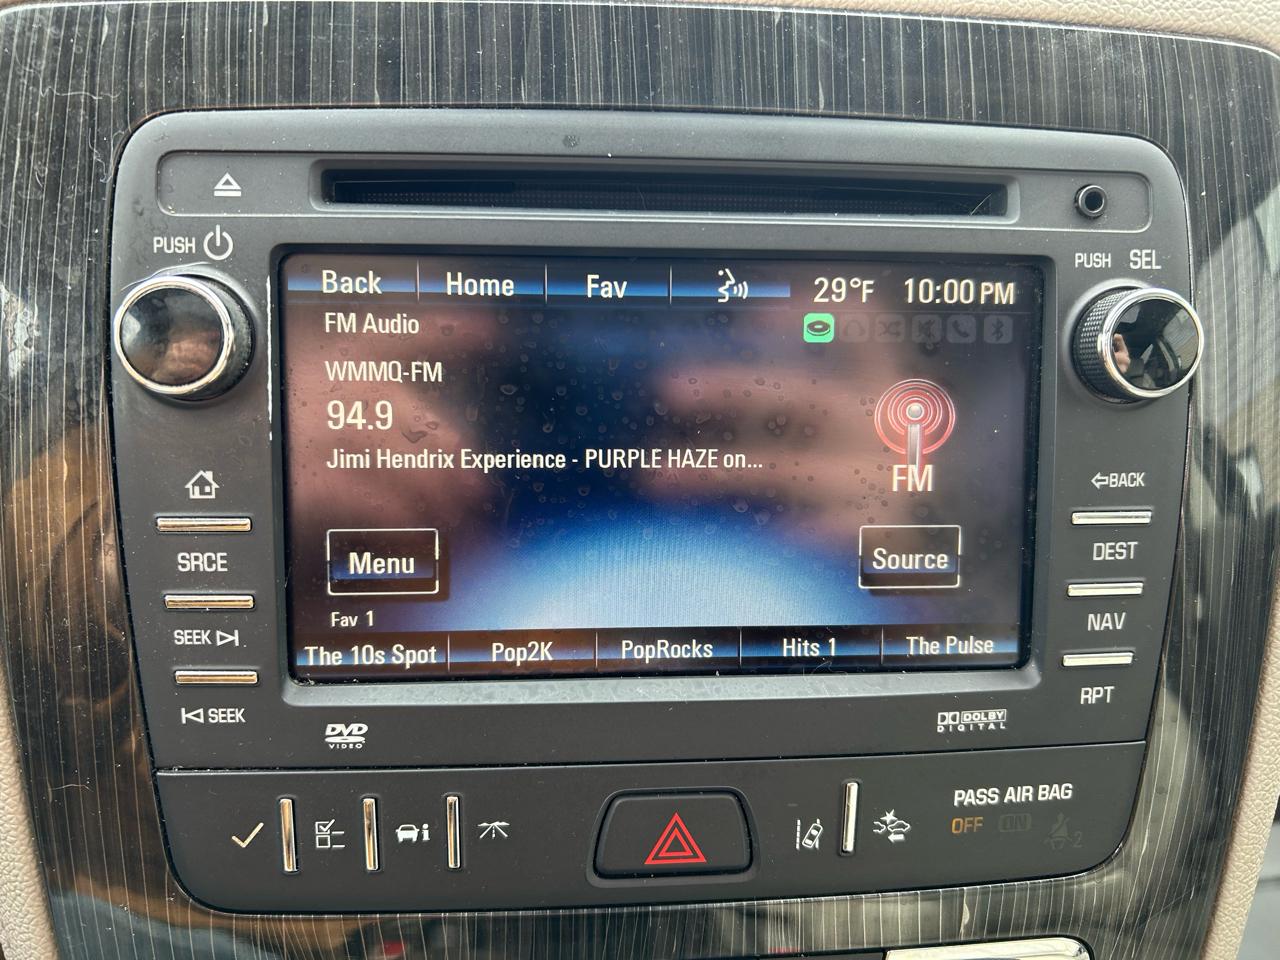 PUSH
PUSH SEL
Back Home Fav 29°F 10:00 PM
FM Audio
WMMQ-FM
94.9
Jimi Hendrix Experience - PURPLE HAZE on...
FM
Menu
Source
Fav 1
The 10s Spot Pop2K PopRocks Hits 1 The Pulse
SRCE
SEEK
SEEK
BACK
DEST
NAV
RPT
DVD
VIDEO
DOLBY
DIGITAL
i
PASS AIR BAG
OFF ON
2